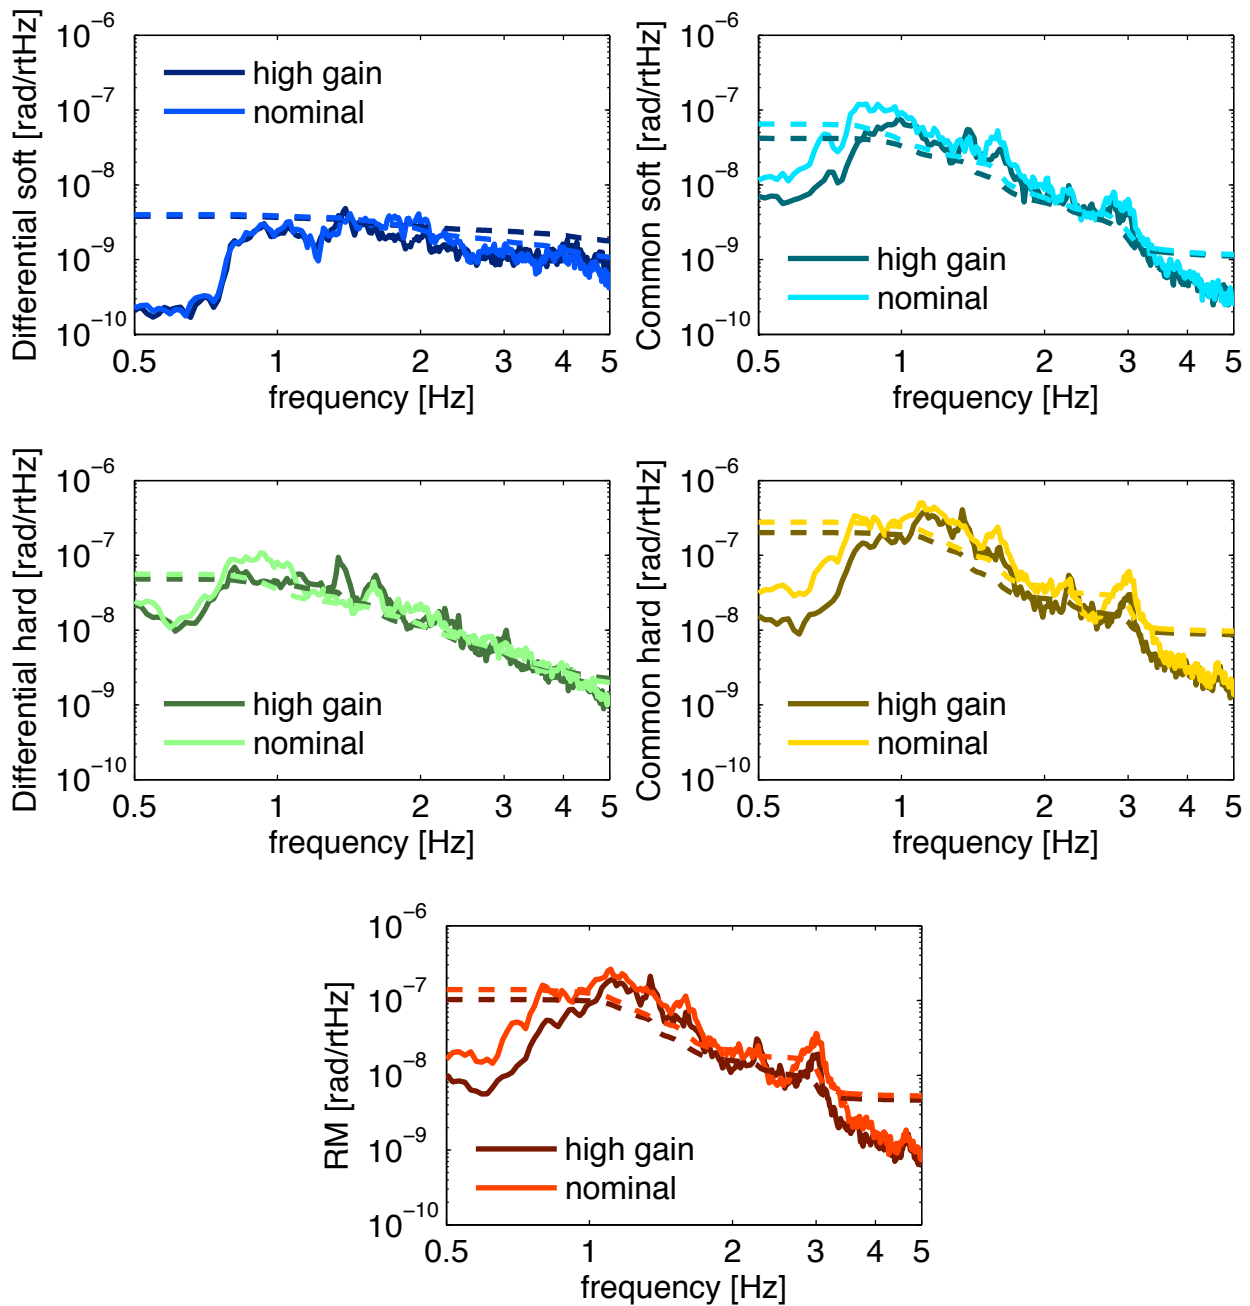 Differential soft [rad/rtHz]
10⁻⁶
10⁻⁷
10⁻⁸
10⁻⁹
10⁻¹⁰
high gain
nominal
0.5 1 2 3 4 5
frequency [Hz]
Common soft [rad/rtHz]
10⁻⁶
10⁻⁷
10⁻⁸
10⁻⁹
10⁻¹⁰
high gain
nominal
0.5 1 2 3 4 5
frequency [Hz]
Differential hard [rad/rtHz]
10⁻⁶
10⁻⁷
10⁻⁸
10⁻⁹
10⁻¹⁰
high gain
nominal
0.5 1 2 3 4 5
frequency [Hz]
Common hard [rad/rtHz]
10⁻⁶
10⁻⁷
10⁻⁸
10⁻⁹
10⁻¹⁰
high gain
nominal
0.5 1 2 3 4 5
frequency [Hz]
RM [rad/rtHz]
10⁻⁶
10⁻⁷
10⁻⁸
10⁻⁹
10⁻¹⁰
high gain
nominal
0.5 1 2 3 4 5
frequency [Hz]